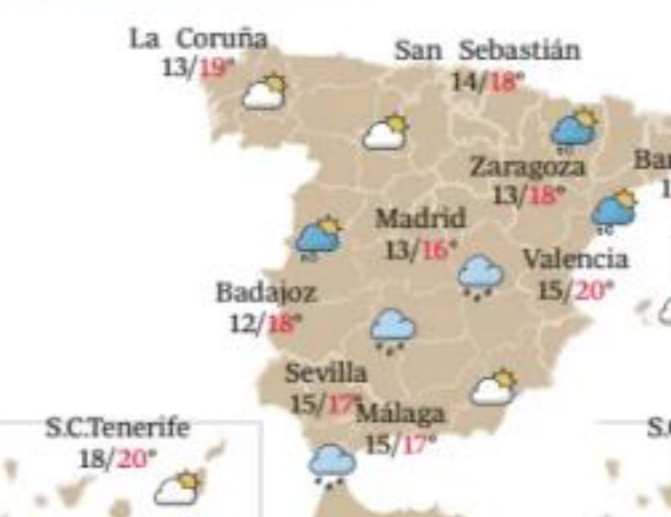 La Coruña
13/19°
San Sebastián
14/18°
Zaragoza
13/18°
Madrid
13/16°
Valencia
15/20°
Badajoz
12/18°
Sevilla
15/17°
Málaga
15/17°
S.C.Tenerife
18/20°